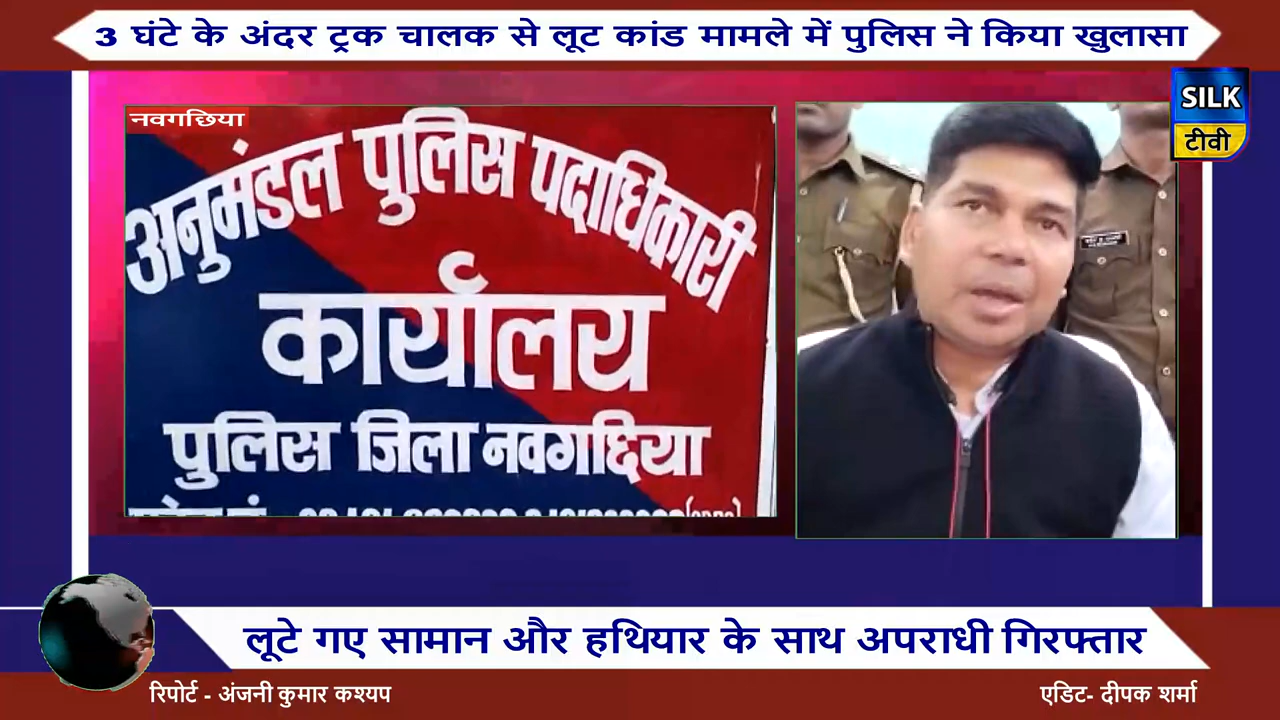 3 घंटे के अंदर ट्रक चालक से लूट कांड मामले में पुलिस ने किया खुलासा
SILK
टीवी
नवगछिया
अनुमंडल पुलिस पदाधिकारी
कार्यालय
पुलिस जिला नवगछिया
लूटे गए सामान और हथियार के साथ अपराधी गिरफ्तार
रिपोर्ट - अंजनी कुमार कश्यप
एडिट- दीपक शर्मा